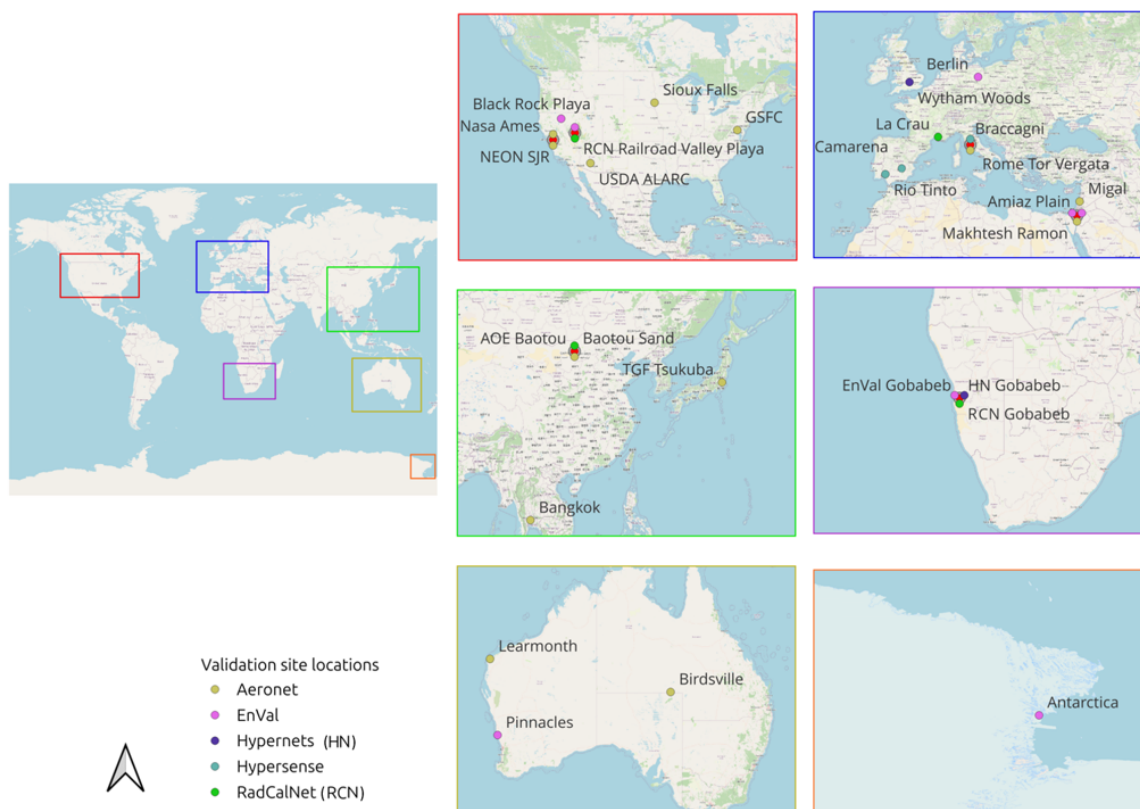 Sioux Falls
Black Rock Playa
GSFC
Nasa Ames
RCN Railroad Valley Playa
NEON SJR
USDA ALARC
Berlin
Wytham Woods
La Crau
Braccagni
Camarena
Rome Tor Vergata
Rio Tinto
Migal
Amiaz Plain
Makhtesh Ramon
AOE Baotou
Baotou Sand
TGF Tsukuba
Bangkok
EnVal Gobabeb
HN Gobabeb
RCN Gobabeb
Learmonth
Birdsville
Pinnacles
Antarctica
Validation site locations
Aeronet
EnVal
Hypernets (HN)
Hypersense
RadCalNet (RCN)